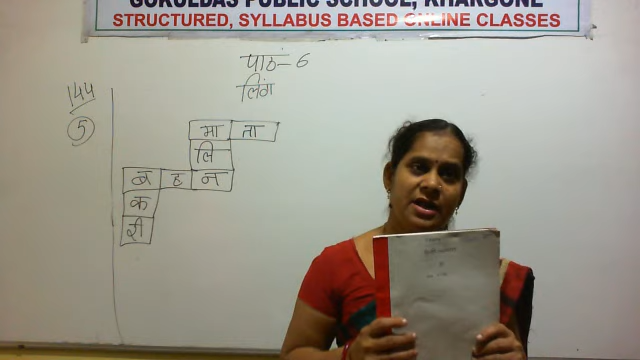 GOKULDAS PUBLIC SCHOOL, KHARGONE
STRUCTURED, SYLLABUS BASED ONLINE CLASSES
पाठ - 6
लिंग
144
5
मा ता
लि
ब ह न
क
री